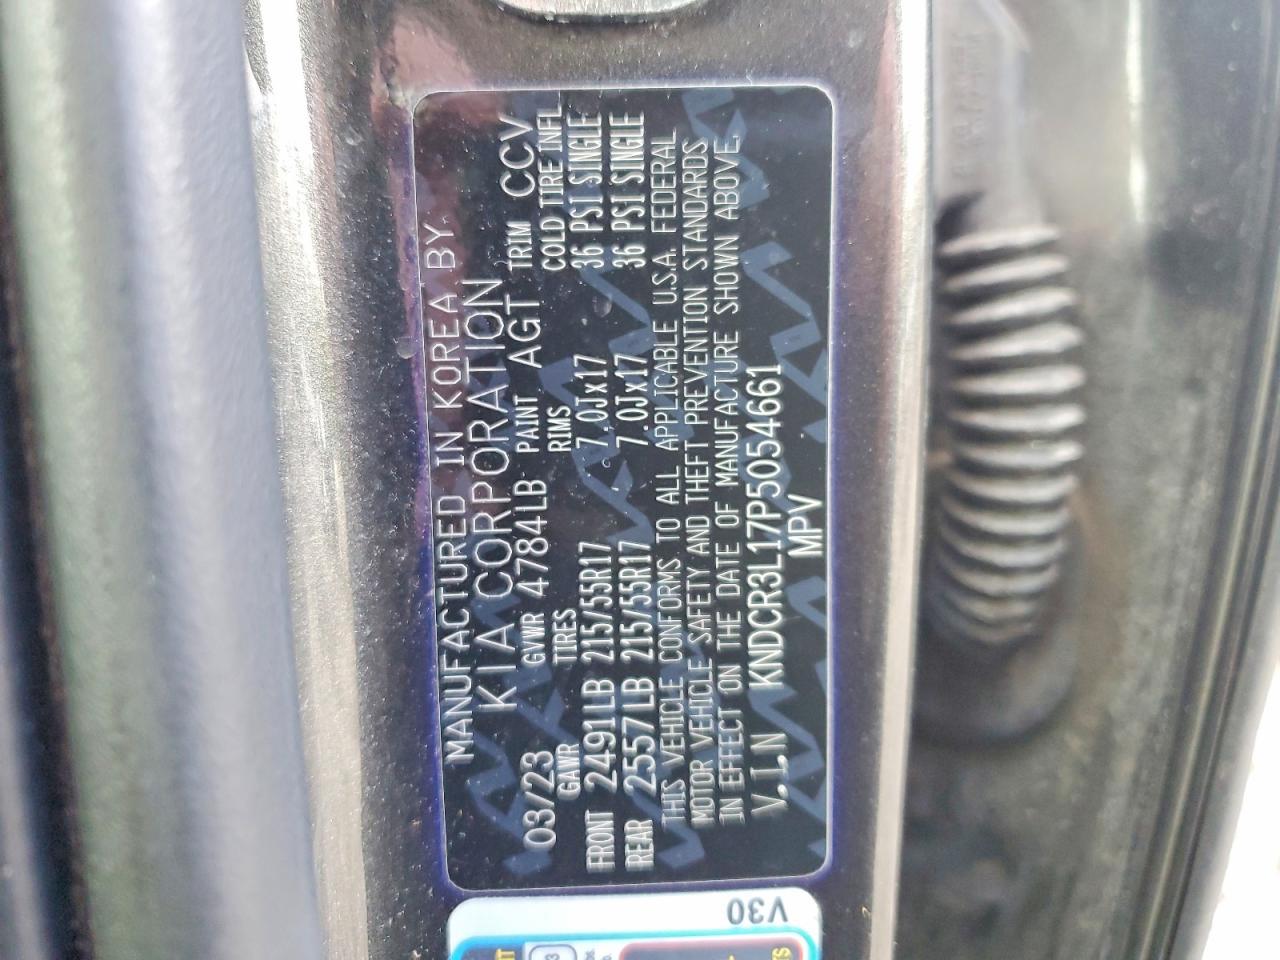 MANUFACTURED IN KOREA BY
KIA CORPORATION
03/23 GVWR 4784LB PAINT AGT TRIM CCV
GAWR TIRES RIMS COLD TIRE INFL
FRONT 2491LB 215/55R17 7.0Jx17 36 PSI SINGLE
REAR 2557LB 215/55R17 7.0Jx17 36 PSI SINGLE
THIS VEHICLE CONFORMS TO ALL APPLICABLE U.S.A. FEDERAL
MOTOR VEHICLE SAFETY AND THEFT PREVENTION STANDARDS
IN EFFECT ON THE DATE OF MANUFACTURE SHOWN ABOVE.
V.I.N KNDCR3L17P5054661
MPV
V30